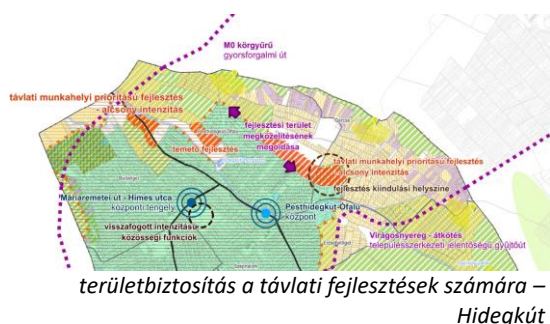 M0 körgyűrű
gyorsforgalmi út
távlati munkahelyi prioritású fejlesztés
- alcsony intenzitás
fejlesztési terület
megközelítésének
megoldása
temető fejlesztés
távlati munkahelyi prioritású fejlesztés
- alcsony intenzitás
fejlesztés kiindulási helyszíne
Máriaremetei út - Hímes utca
központi tengely
Pesthidegkút-Ófalu
központ
visszafogott intenzitású
közösségi funkciók
Virágosnyereg - átkötés
településszerkezeti jelentőségű gyűjtőút
területbiztosítás a távlati fejlesztések számára –
Hidegkút